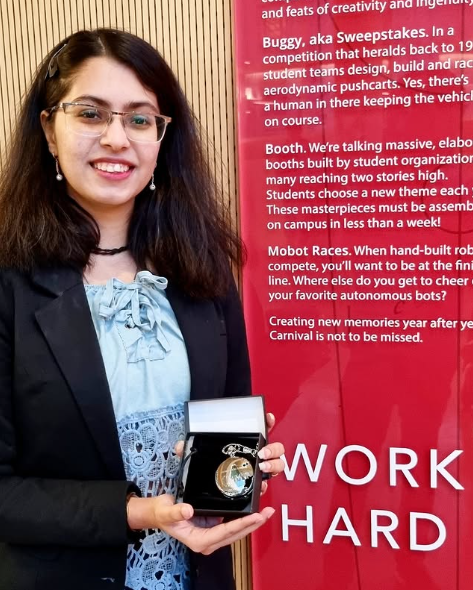 and feats of creativity and ingenuity
Buggy, aka Sweepstakes. In a
competition that heralds back to 19
student teams design, build and rac
aerodynamic pushcarts. Yes, there's
a human in there keeping the vehicl
on course.
Booth. We're talking massive, elabo
booths built by student organization
many reaching two stories high.
Students choose a new theme each
These masterpieces must be assemb
on campus in less than a week!
Mobot Races. When hand-built rob
compete, you'll want to be at the fini
line. Where else do you get to cheer
your favorite autonomous bots?
Creating new memories year after ye
Carnival is not to be missed.
WORK
HARD